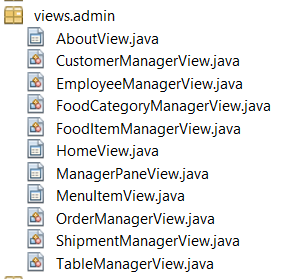 views.admin
AboutView.java
CustomerManagerView.java
EmployeeManagerView.java
FoodCategoryManagerView.java
FoodItemManagerView.java
HomeView.java
ManagerPaneView.java
MenuItemView.java
OrderManagerView.java
ShipmentManagerView.java
TableManagerView.java